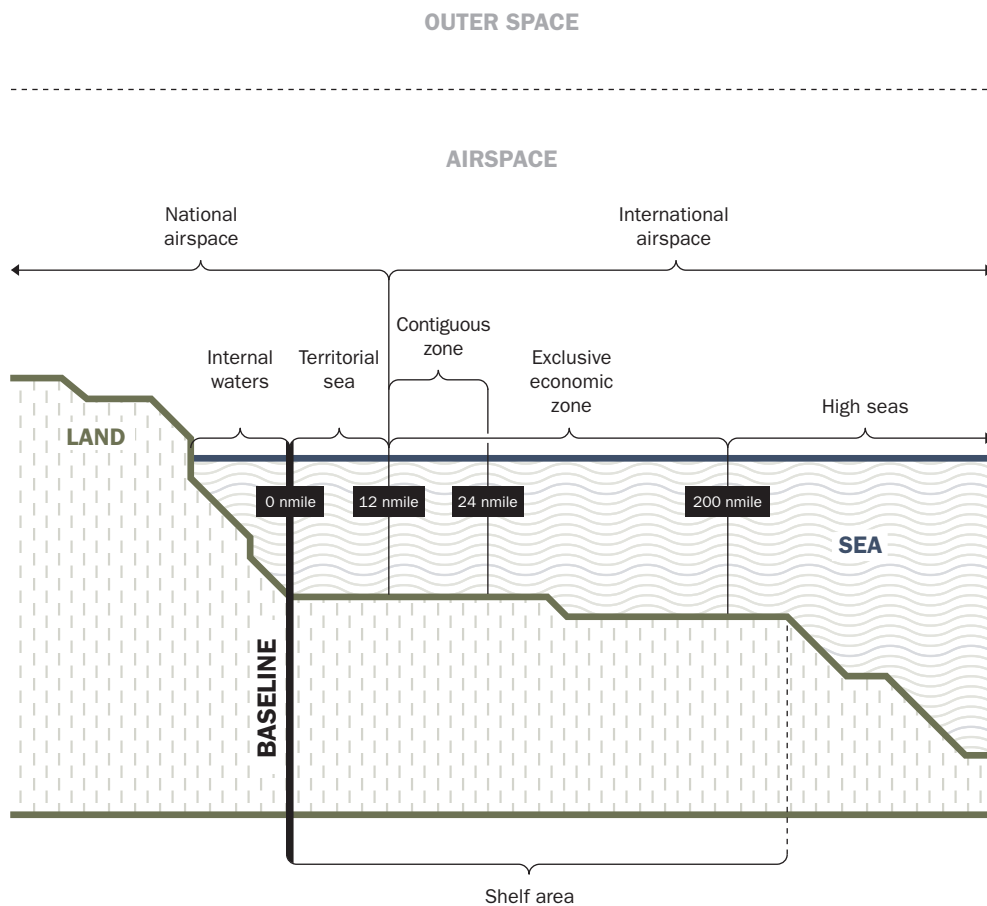 OUTER SPACE
AIRSPACE
National
airspace
International
airspace
Contiguous
zone
Internal
waters
Territorial
sea
Exclusive
economic
zone
High seas
LAND
0 nmile
12 nmile
24 nmile
200 nmile
SEA
BASELINE
Shelf area